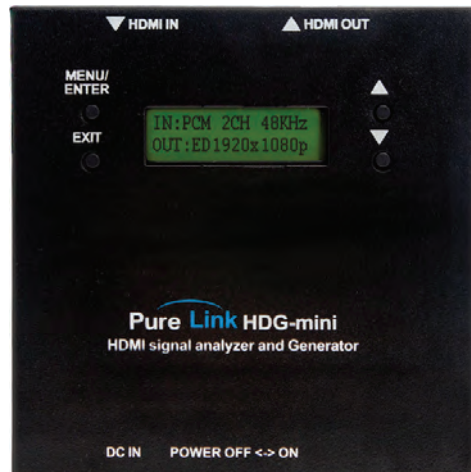 ▼HDMI IN ▲HDMI OUT
MENU/
ENTER
▲
EXIT
▼
IN:PCM 2CH 48KHz
OUT:ED1920x1080p
Pure Link HDG-mini
HDMI signal analyzer and Generator
DC IN POWER OFF <-> ON